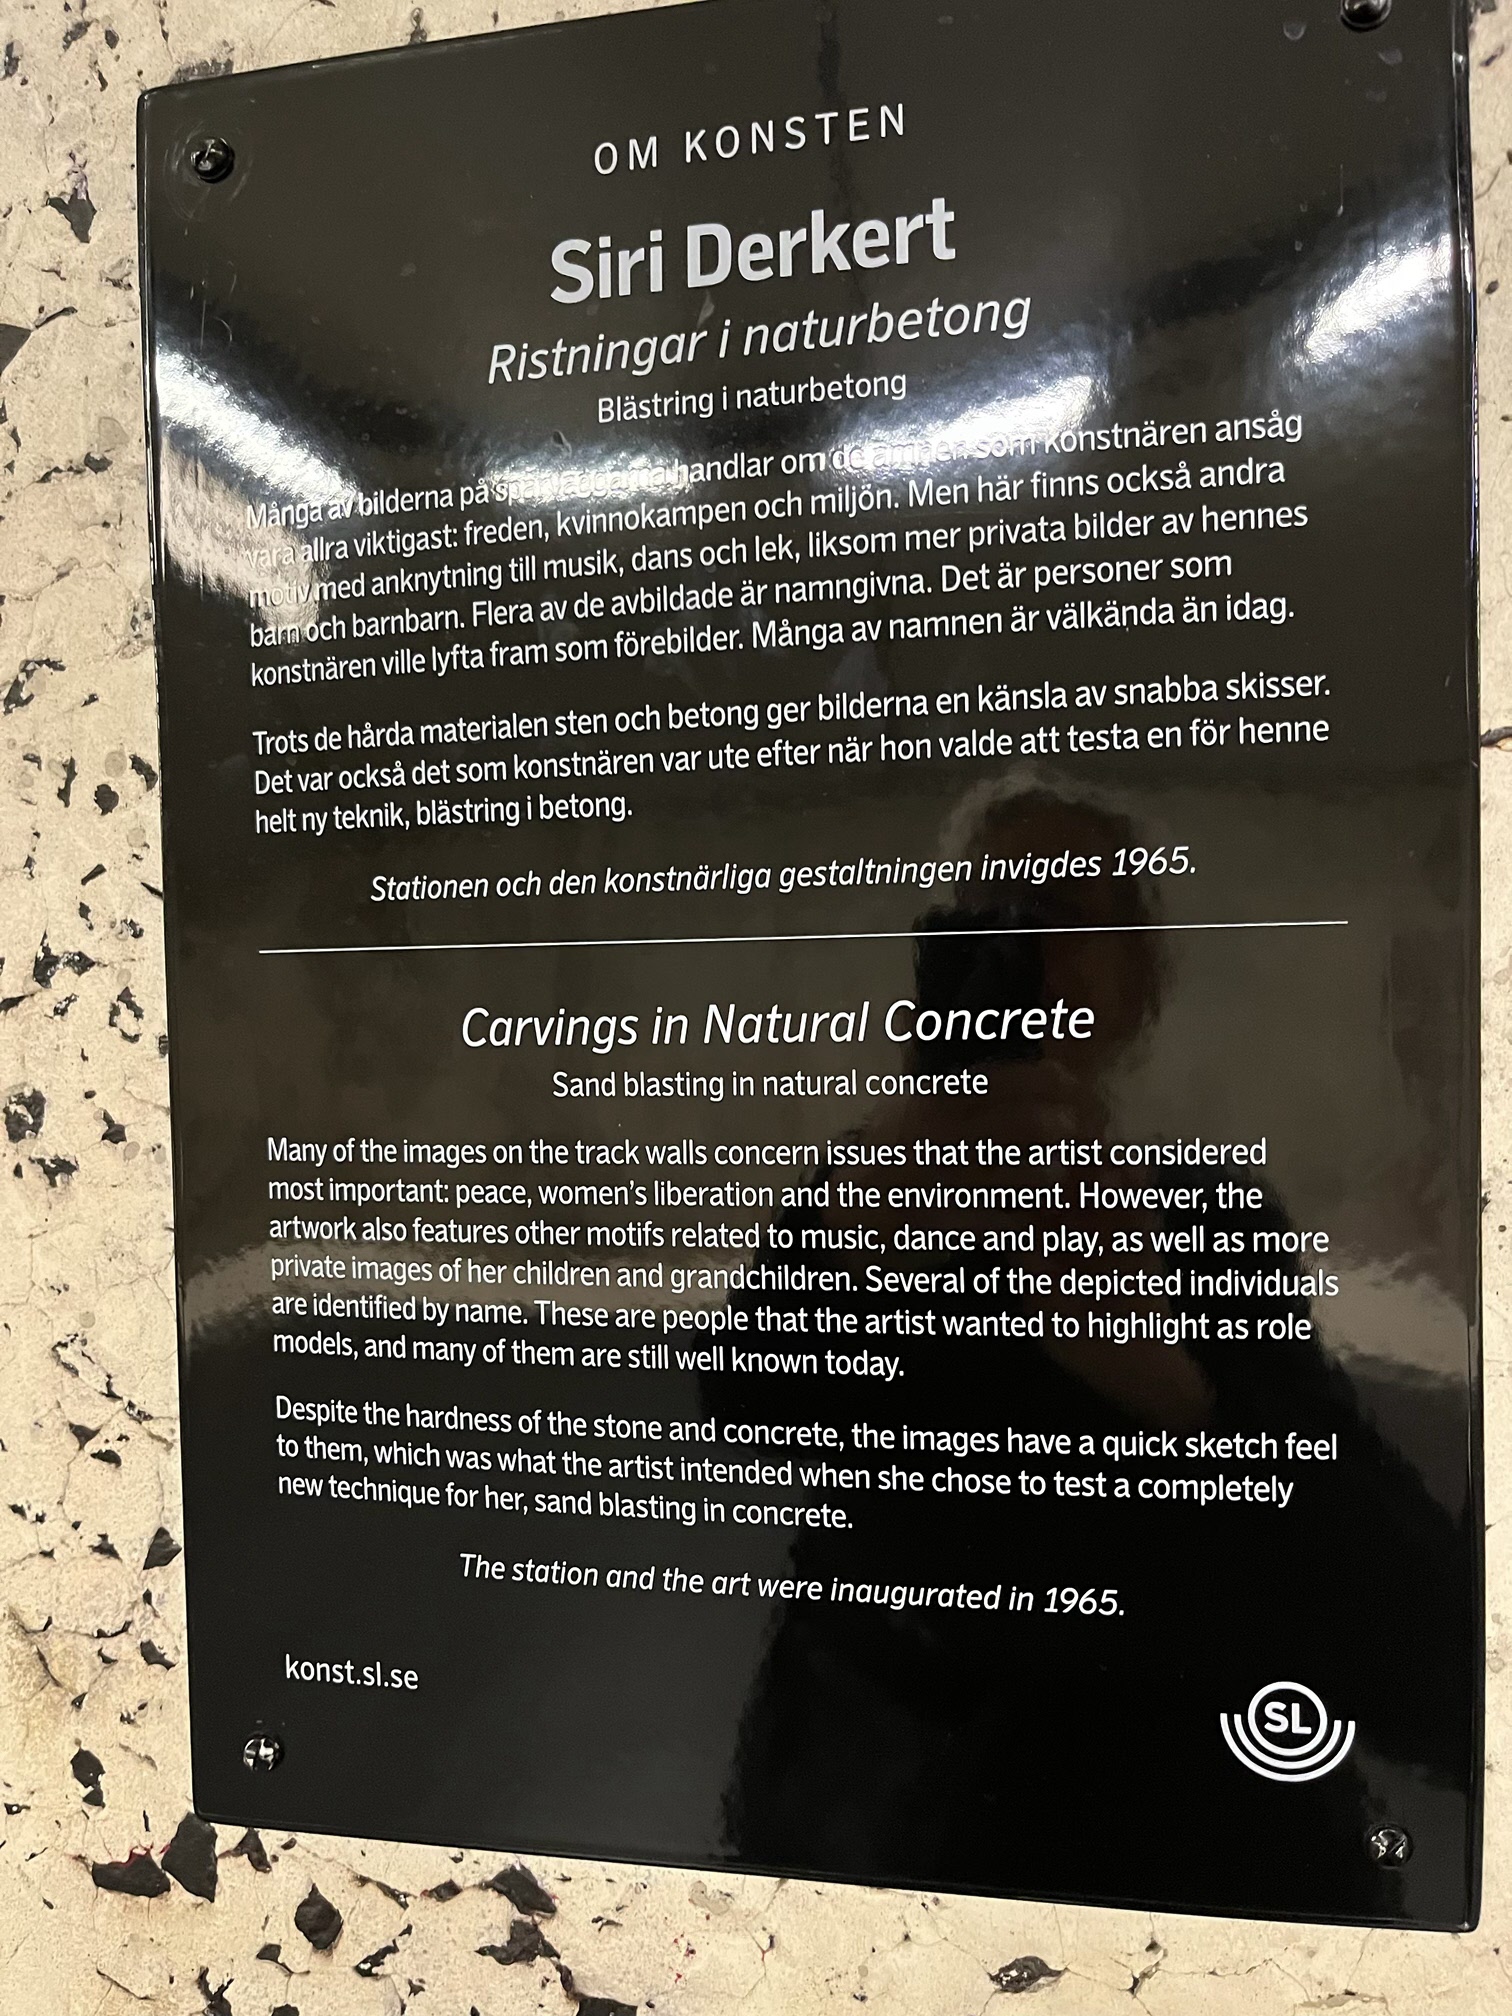 OM KONSTEN
Siri Derkert
Ristningar i naturbetong
Blästring i naturbetong
Många av bilderna på spårväggarna handlar om de ämnen som konstnären ansåg
vara allra viktigast: freden, kvinnokampen och miljön. Men här finns också andra
motiv med anknytning till musik, dans och lek, liksom mer privata bilder av hennes
barn och barnbarn. Flera av de avbildade är namngivna. Det är personer som
konstnären ville lyfta fram som förebilder. Många av namnen är välkända än idag.
Trots de hårda materialen sten och betong ger bilderna en känsla av snabba skisser.
Det var också det som konstnären var ute efter när hon valde att testa en för henne
helt ny teknik, blästring i betong.
Stationen och den konstnärliga gestaltningen invigdes 1965.
Carvings in Natural Concrete
Sand blasting in natural concrete
Many of the images on the track walls concern issues that the artist considered
most important: peace, women's liberation and the environment. However, the
artwork also features other motifs related to music, dance and play, as well as more
private images of her children and grandchildren. Several of the depicted individuals
are identified by name. These are people that the artist wanted to highlight as role
models, and many of them are still well known today.
Despite the hardness of the stone and concrete, the images have a quick sketch feel
to them, which was what the artist intended when she chose to test a completely
new technique for her, sand blasting in concrete.
The station and the art were inaugurated in 1965.
konst.sl.se
SL